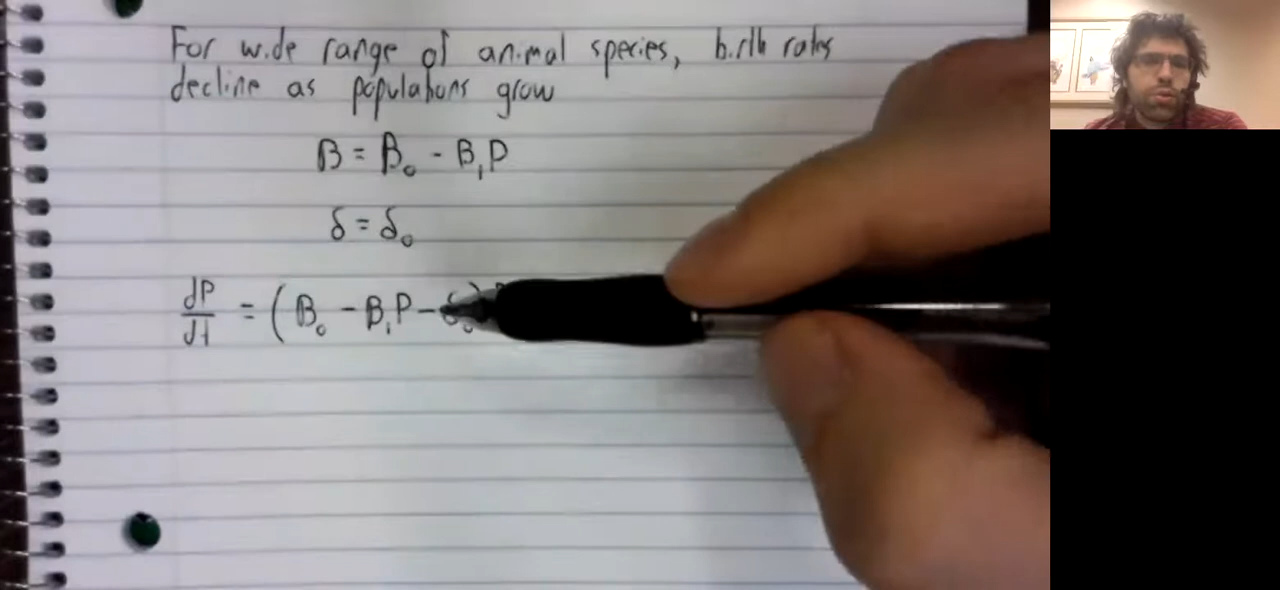 For wide range of animal species, birth rates
decline as populations grow
β = β₀ - β₁P
δ = δ₀
dP/dt = (β₀ - β₁P - δ₀)